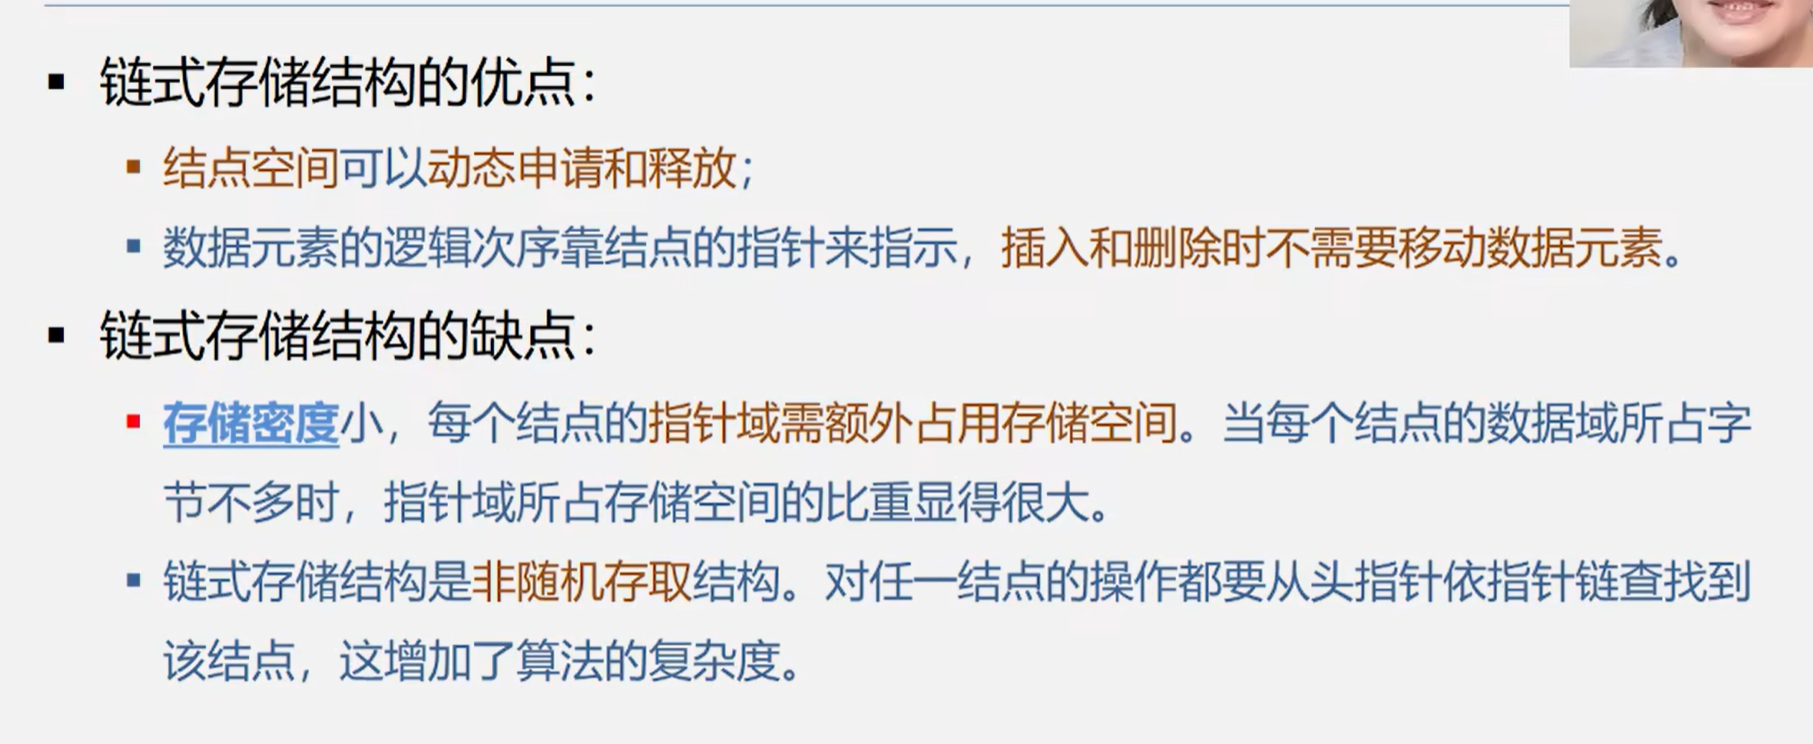 链式存储结构的优点：
结点空间可以动态申请和释放；
数据元素的逻辑次序靠结点的指针来指示，插入和删除时不需要移动数据元素。
链式存储结构的缺点：
存储密度小，每个结点的指针域需额外占用存储空间。当每个结点的数据域所占字
节不多时，指针域所占存储空间的比重显得很大。
链式存储结构是非随机存取结构。对任一结点的操作都要从头指针依指针链查找到
该结点，这增加了算法的复杂度。